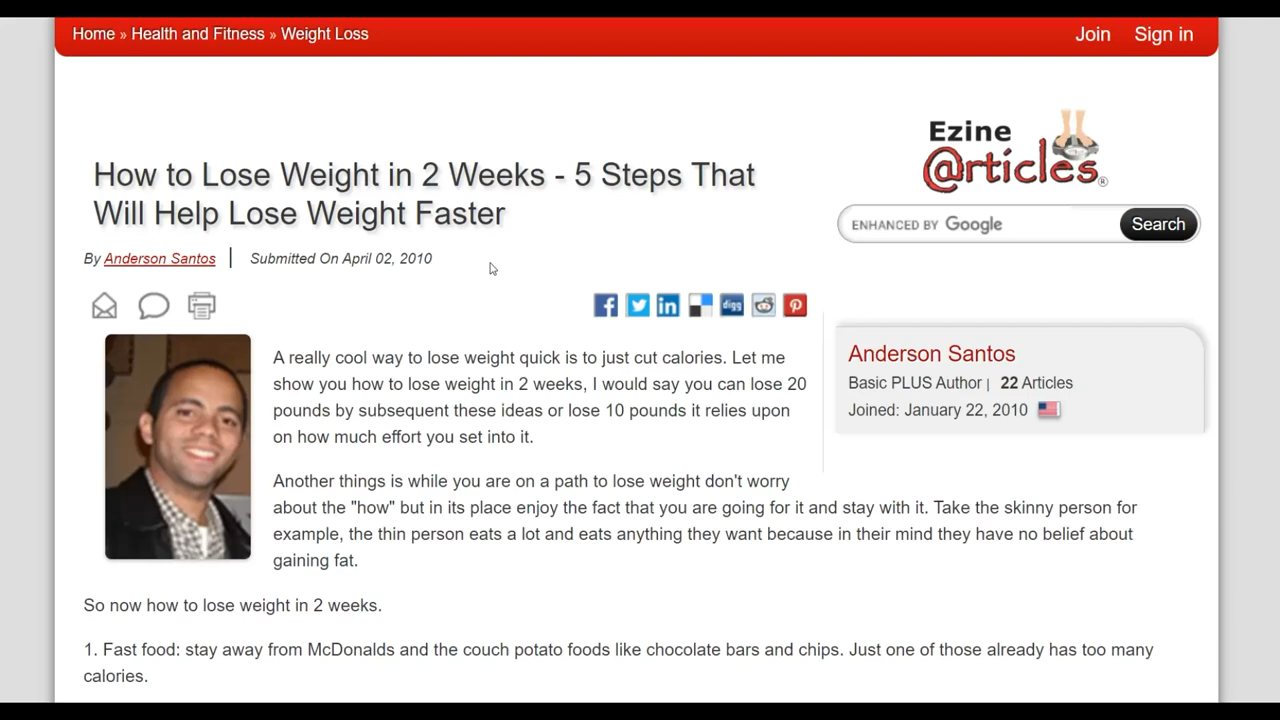 Home » Health and Fitness » Weight Loss
Join Sign in
Ezine
@rticles®
How to Lose Weight in 2 Weeks - 5 Steps That
Will Help Lose Weight Faster
ENHANCED BY Google Search
By Anderson Santos | Submitted On April 02, 2010
f in digg
Anderson Santos
Basic PLUS Author | 22 Articles
Joined: January 22, 2010
A really cool way to lose weight quick is to just cut calories. Let me
show you how to lose weight in 2 weeks, I would say you can lose 20
pounds by subsequent these ideas or lose 10 pounds it relies upon
on how much effort you set into it.
Another things is while you are on a path to lose weight don't worry
about the "how" but in its place enjoy the fact that you are going for it and stay with it. Take the skinny person for
example, the thin person eats a lot and eats anything they want because in their mind they have no belief about
gaining fat.
So now how to lose weight in 2 weeks.
1. Fast food: stay away from McDonalds and the couch potato foods like chocolate bars and chips. Just one of those already has too many
calories.